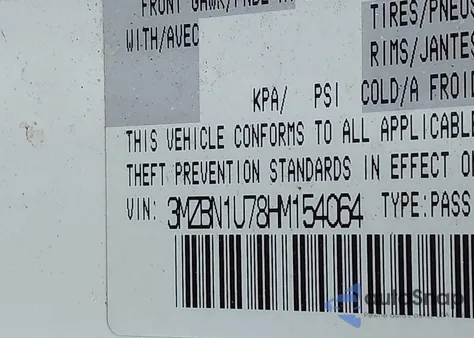 FRONT GAWR/PNBE
TIRES/PNEUS
WITH/AVEC
RIMS/JANTES
KPA/ PSI COLD/A FROID
THIS VEHICLE CONFORMS TO ALL APPLICABLE
THEFT PREVENTION STANDARDS IN EFFECT O
VIN: 3MZBN1U78HM154064 TYPE:PASS
autoSnap